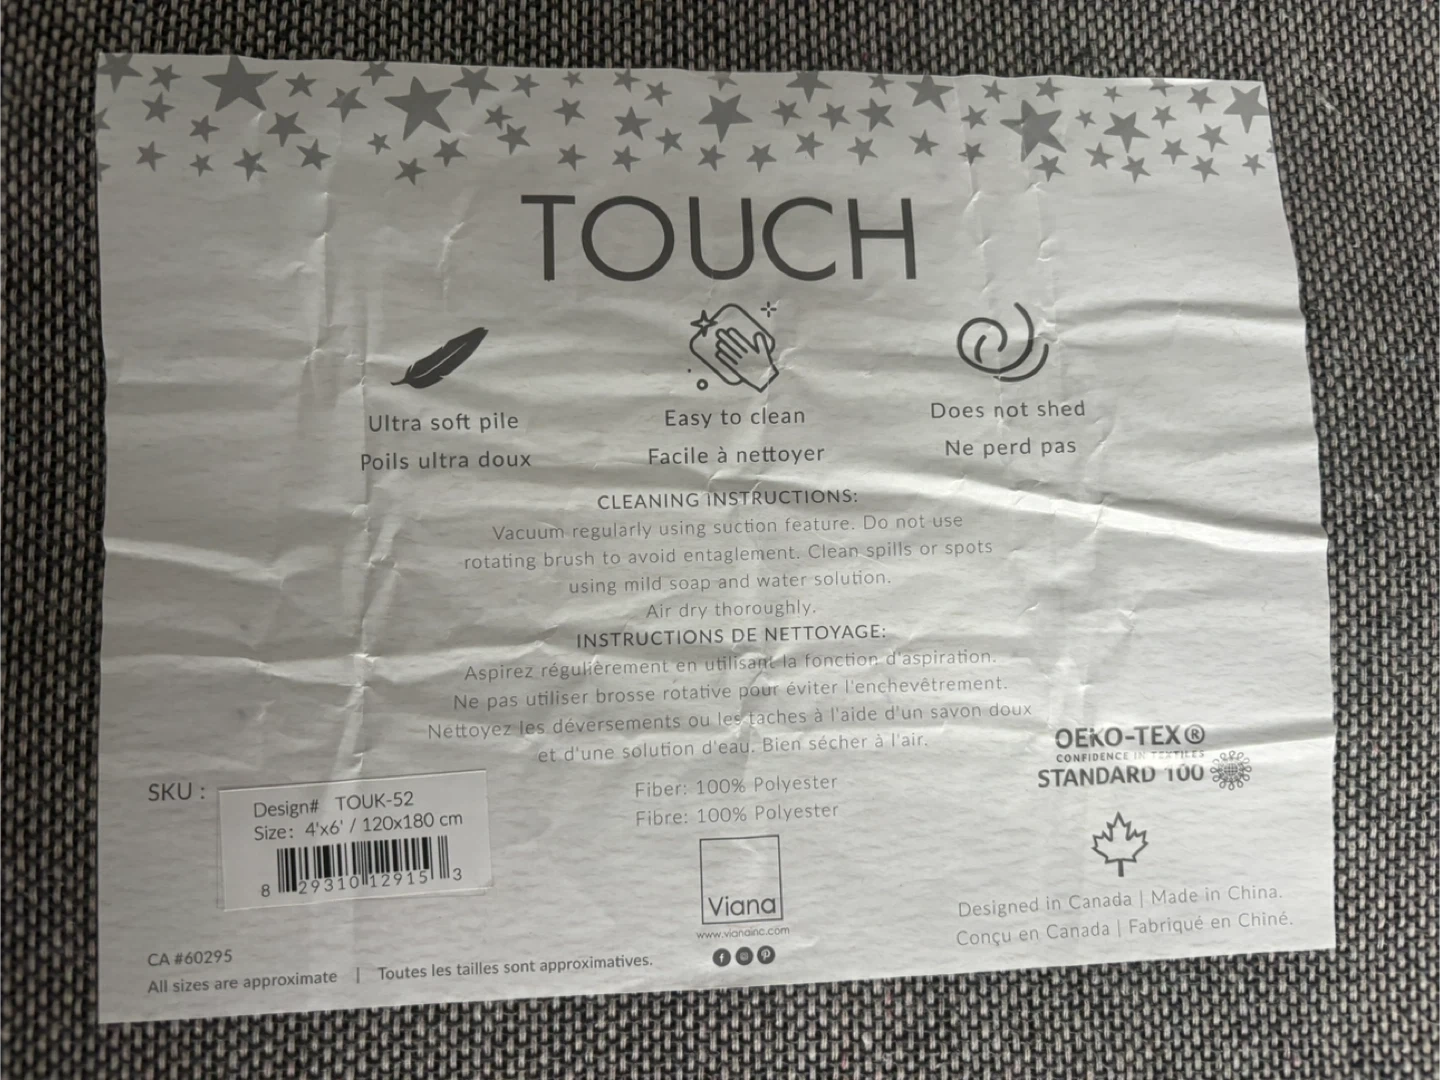 TOUCH
Ultra soft pile
Poils ultra doux
Easy to clean
Facile à nettoyer
Does not shed
Ne perd pas
CLEANING INSTRUCTIONS:
Vacuum regularly using suction feature. Do not use
rotating brush to avoid entaglement. Clean spills or spots
using mild soap and water solution.
Air dry thoroughly.
INSTRUCTIONS DE NETTOYAGE:
Aspirez régulièrement en utilisant la fonction d'aspiration.
Ne pas utiliser brosse rotative pour éviter l'enchevêtrement.
Nettoyez les déversements ou les taches à l'aide d'un savon doux
et d'une solution d'eau. Bien sécher à l'air.
Fiber: 100% Polyester
Fibre: 100% Polyester
OEKO-TEX®
CONFIDENCE IN TEXTILES
STANDARD 100
SKU :
Design# TOUK-52
Size: 4'x6' / 120x180 cm
8 29310 12915 3
Viana
www.vianainc.com
Designed in Canada | Made in China.
Conçu en Canada | Fabriqué en Chine.
CA #60295
All sizes are approximate | Toutes les tailles sont approximatives.